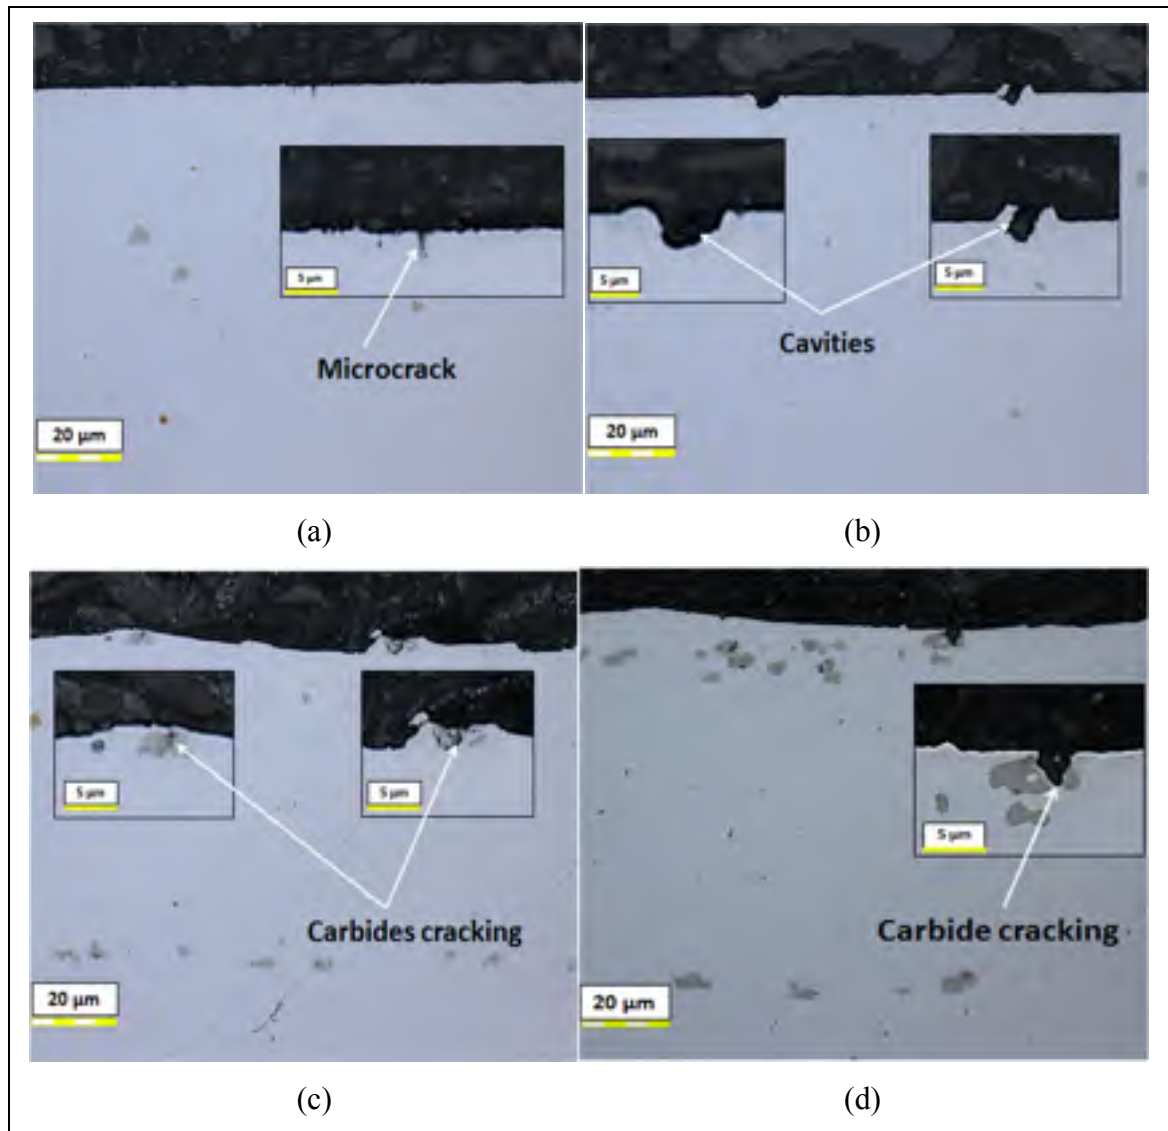 5 µm
Microcrack
20 µm
(a)
5 µm
5 µm
Cavities
20 µm
(b)
5 µm
5 µm
Carbides cracking
20 µm
(c)
5 µm
Carbide cracking
20 µm
(d)